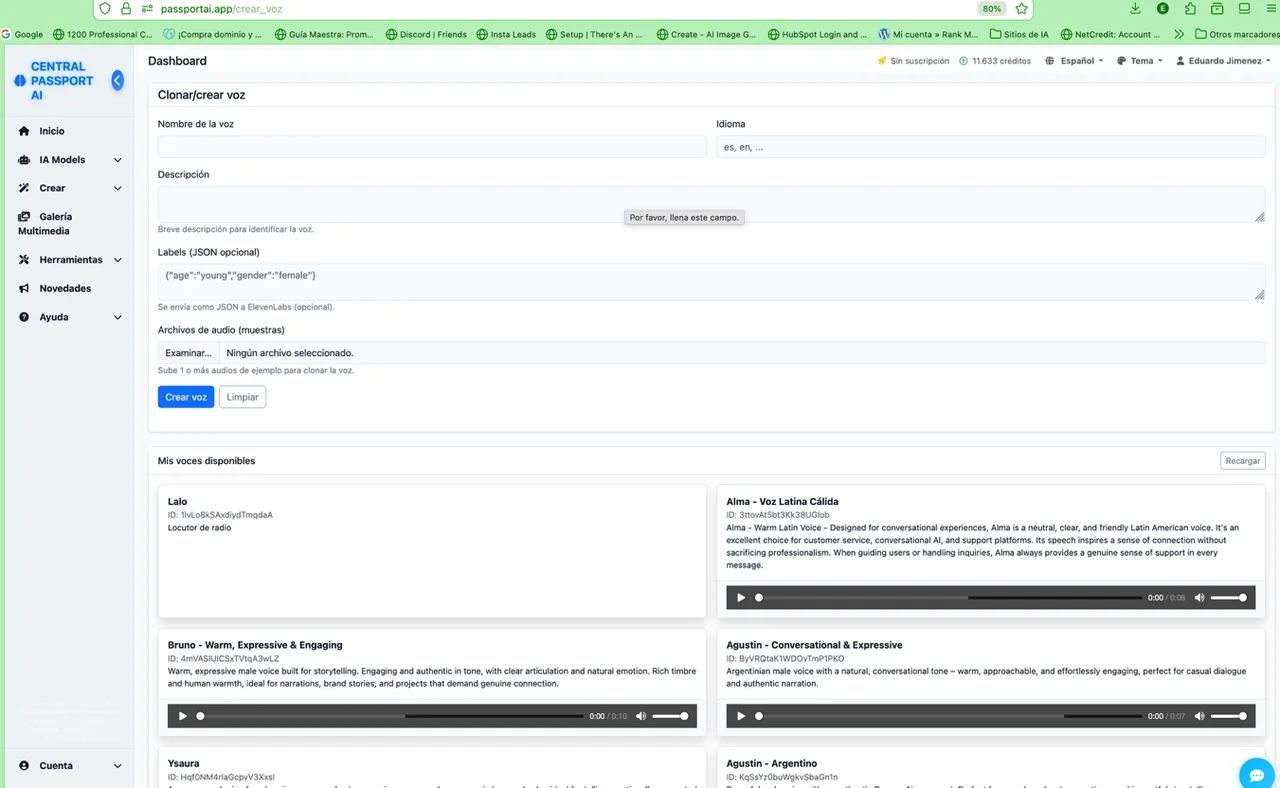 passportai.app/crear_voz
80%
Google
1200 Professional C...
¡Compra dominio y ...
Guía Maestra: Prom...
Discord | Friends
Insta Leads
Setup | There's An ...
Create - AI Image G...
HubSpot Login and ...
Mi cuenta » Rank M...
Sitios de IA
NetCredit: Account ...
Otros marcadores
CENTRAL
PASSPORT
AI
Dashboard
Sin suscripción
11.633 créditos
Español
Tema
Eduardo Jimenez
Inicio
IA Models
Crear
Galería
Multimedia
Herramientas
Novedades
Ayuda
Cuenta
Clonar/crear voz
Nombre de la voz
Idioma
es, en, ...
Descripción
Por favor, llena este campo.
Breve descripción para identificar la voz.
Labels (JSON opcional)
{"age":"young","gender":"female"}
Se envía como JSON a ElevenLabs (opcional).
Archivos de audio (muestras)
Examinar... Ningún archivo seleccionado.
Sube 1 o más audios de ejemplo para clonar la voz.
Crear voz
Limpiar
Mis voces disponibles
Recargar
Lalo
ID: 1lvLo8kSAxdiydTmqdaA
Locutor de radio
Alma - Voz Latina Cálida
ID: 3ttovAt5bt3Kk38UGlob
Alma - Warm Latin Voice - Designed for conversational experiences, Alma is a neutral, clear, and friendly Latin American voice. It's an
excellent choice for customer service, conversational AI, and support platforms. Its speech inspires a sense of connection without
sacrificing professionalism. When guiding users or handling inquiries, Alma always provides a genuine sense of support in every
message.
0:00 / 0:08
Bruno - Warm, Expressive & Engaging
ID: 4mVASlUICSxTVtqA3wLZ
Warm, expressive male voice built for storytelling. Engaging and authentic in tone, with clear articulation and natural emotion. Rich timbre
and human warmth, ideal for narrations, brand stories, and projects that demand genuine connection.
0:00 / 0:10
Agustin - Conversational & Expressive
ID: ByVRQtaK1WDOvTmP1PKO
Argentinian male voice with a natural, conversational tone – warm, approachable, and effortlessly engaging, perfect for casual dialogue
and authentic narration.
0:00 / 0:07
Ysaura
ID: Hqf0NM4rlaGcpvV3Xxsl
Agustin - Argentino
ID: KqSsYz0buWgkvSbaGn1n